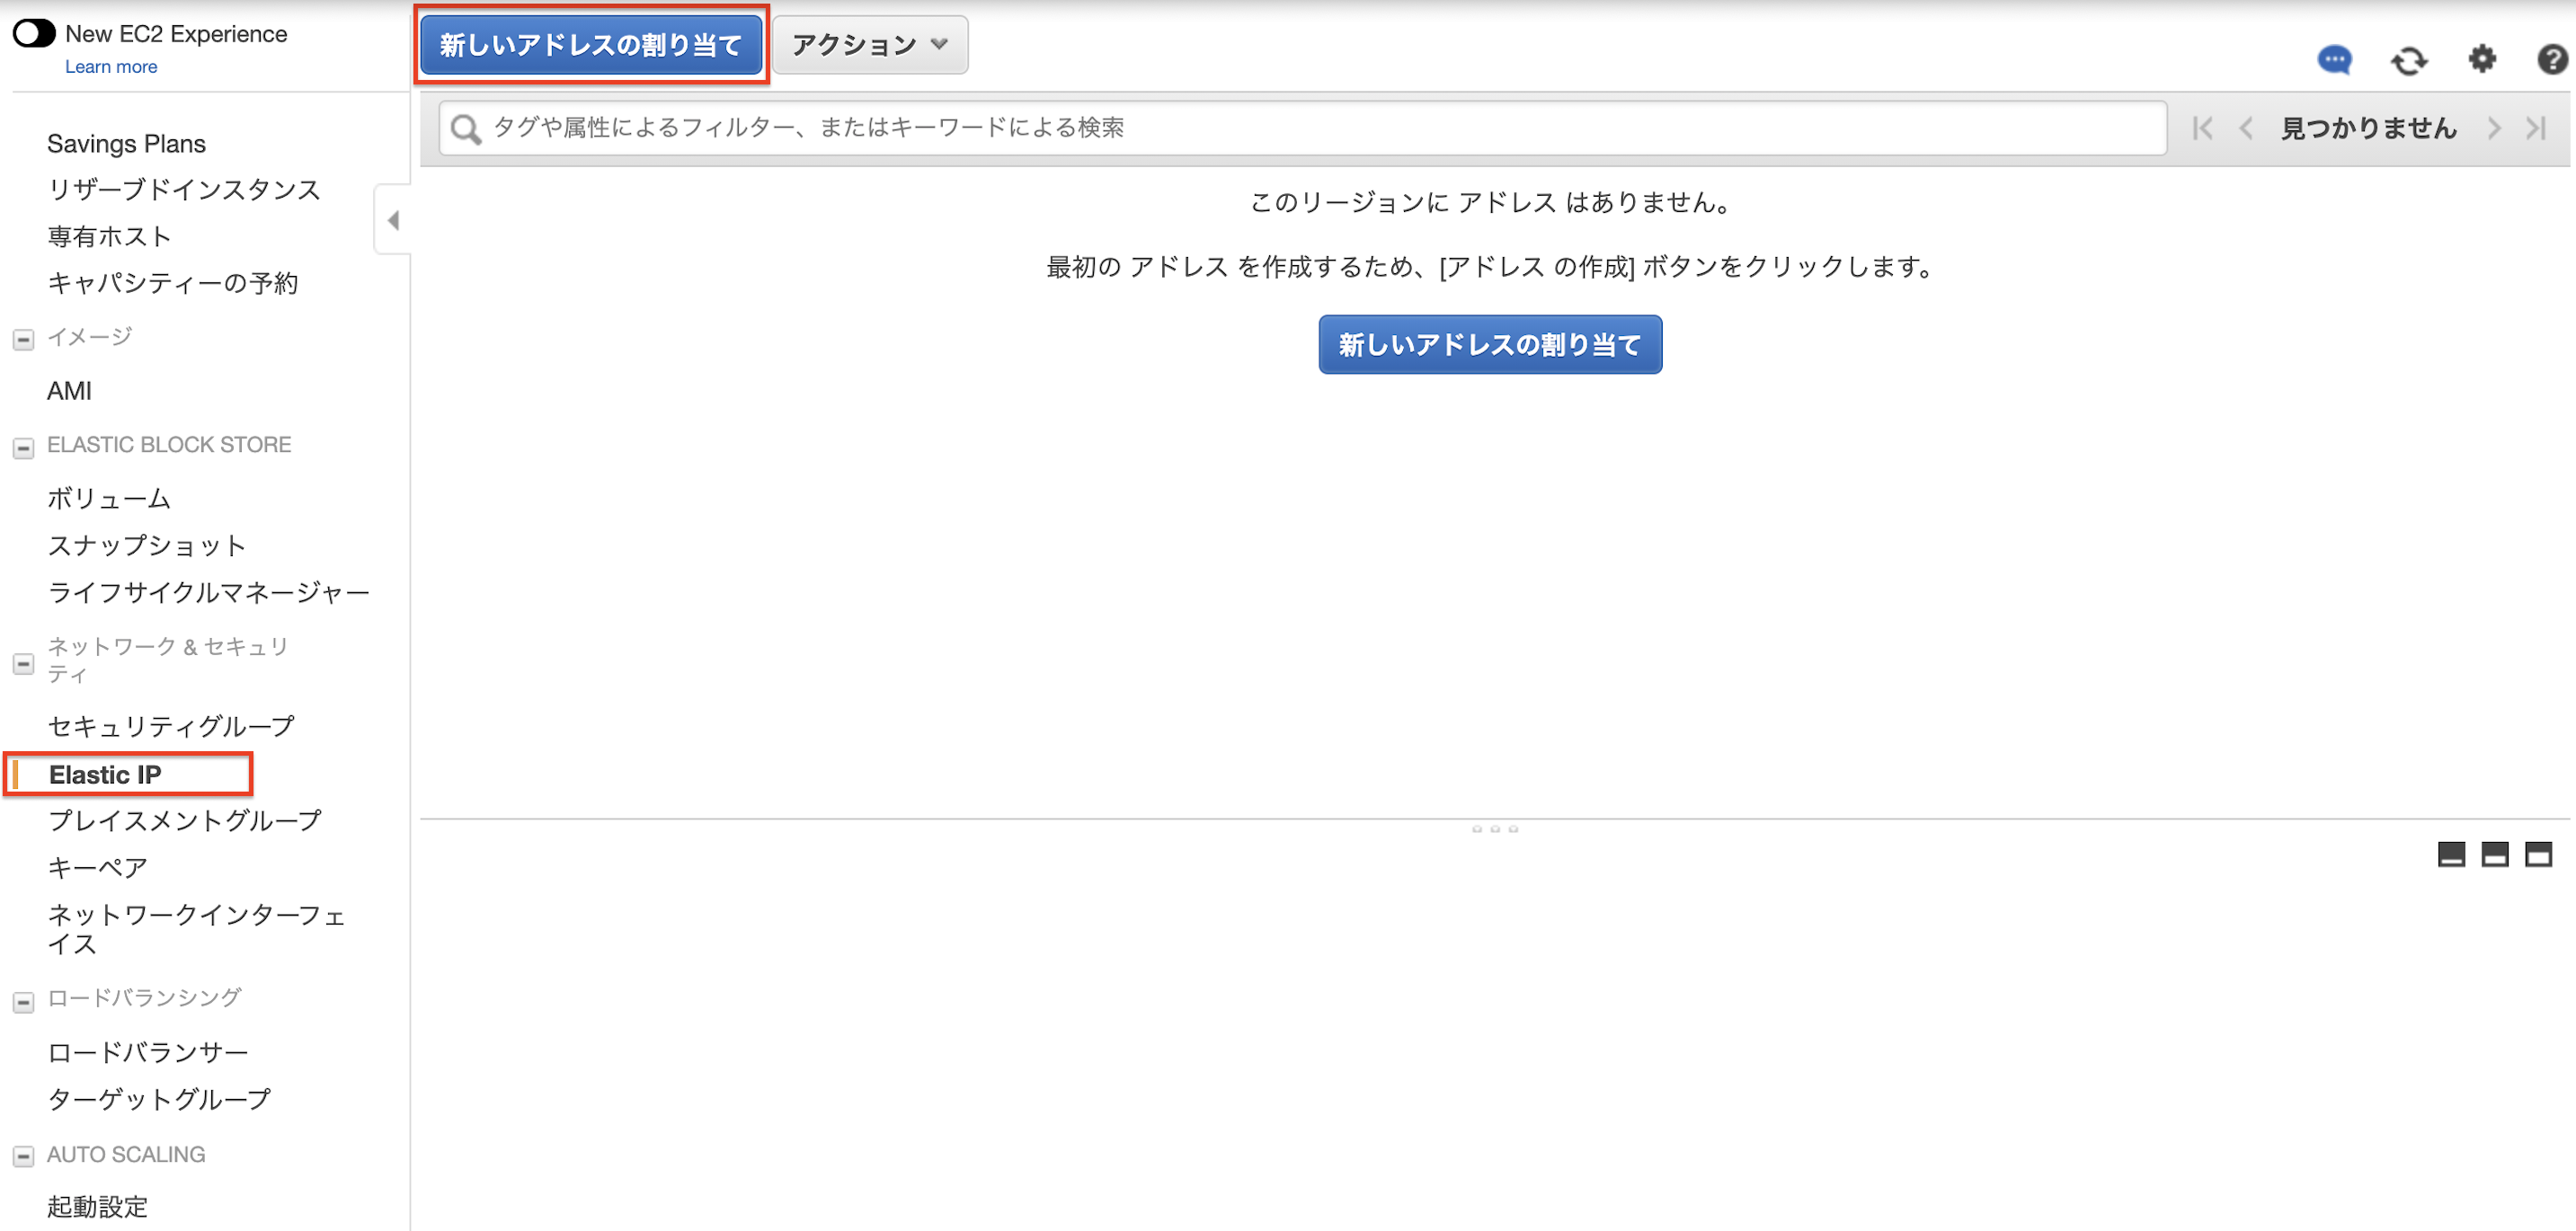 New EC2 Experience
Learn more
Savings Plans
リザーブドインスタンス
専有ホスト
キャパシティーの予約
イメージ
AMI
ELASTIC BLOCK STORE
ボリューム
スナップショット
ライフサイクルマネージャー
ネットワーク & セキュリ
ティ
セキュリティグループ
Elastic IP
プレイスメントグループ
キーペア
ネットワークインターフェ
イス
ロードバランシング
ロードバランサー
ターゲットグループ
AUTO SCALING
起動設定
新しいアドレスの割り当て
アクション
タグや属性によるフィルター、またはキーワードによる検索
見つかりません
このリージョンに アドレス はありません。
最初の アドレス を作成するため、[アドレス の作成] ボタンをクリックします。
新しいアドレスの割り当て